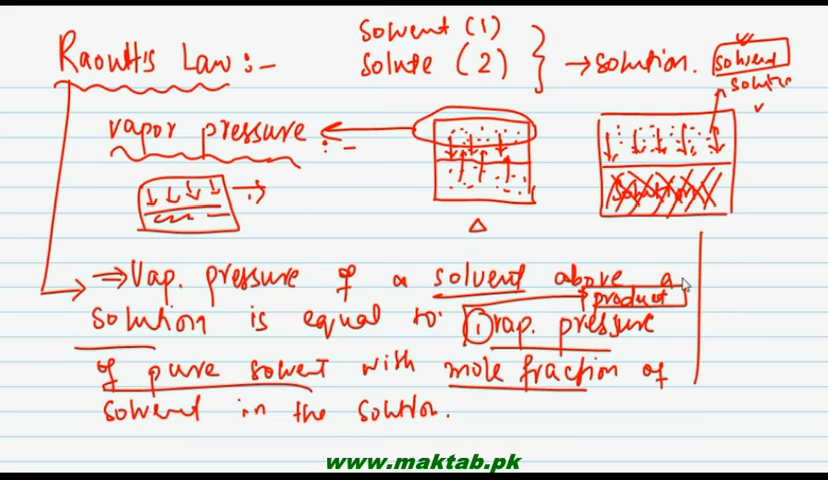 Raoult's Law :-
Solvent (1)
Solute (2)
→ solution.
solvent
vapor pressure :-
solution
Δ
⇒ Vap. pressure of a solvent above a
product
solution is equal to: ① vap. pressure
of pure solvent with mole fraction of
solvent in the solution.
www.maktab.pk